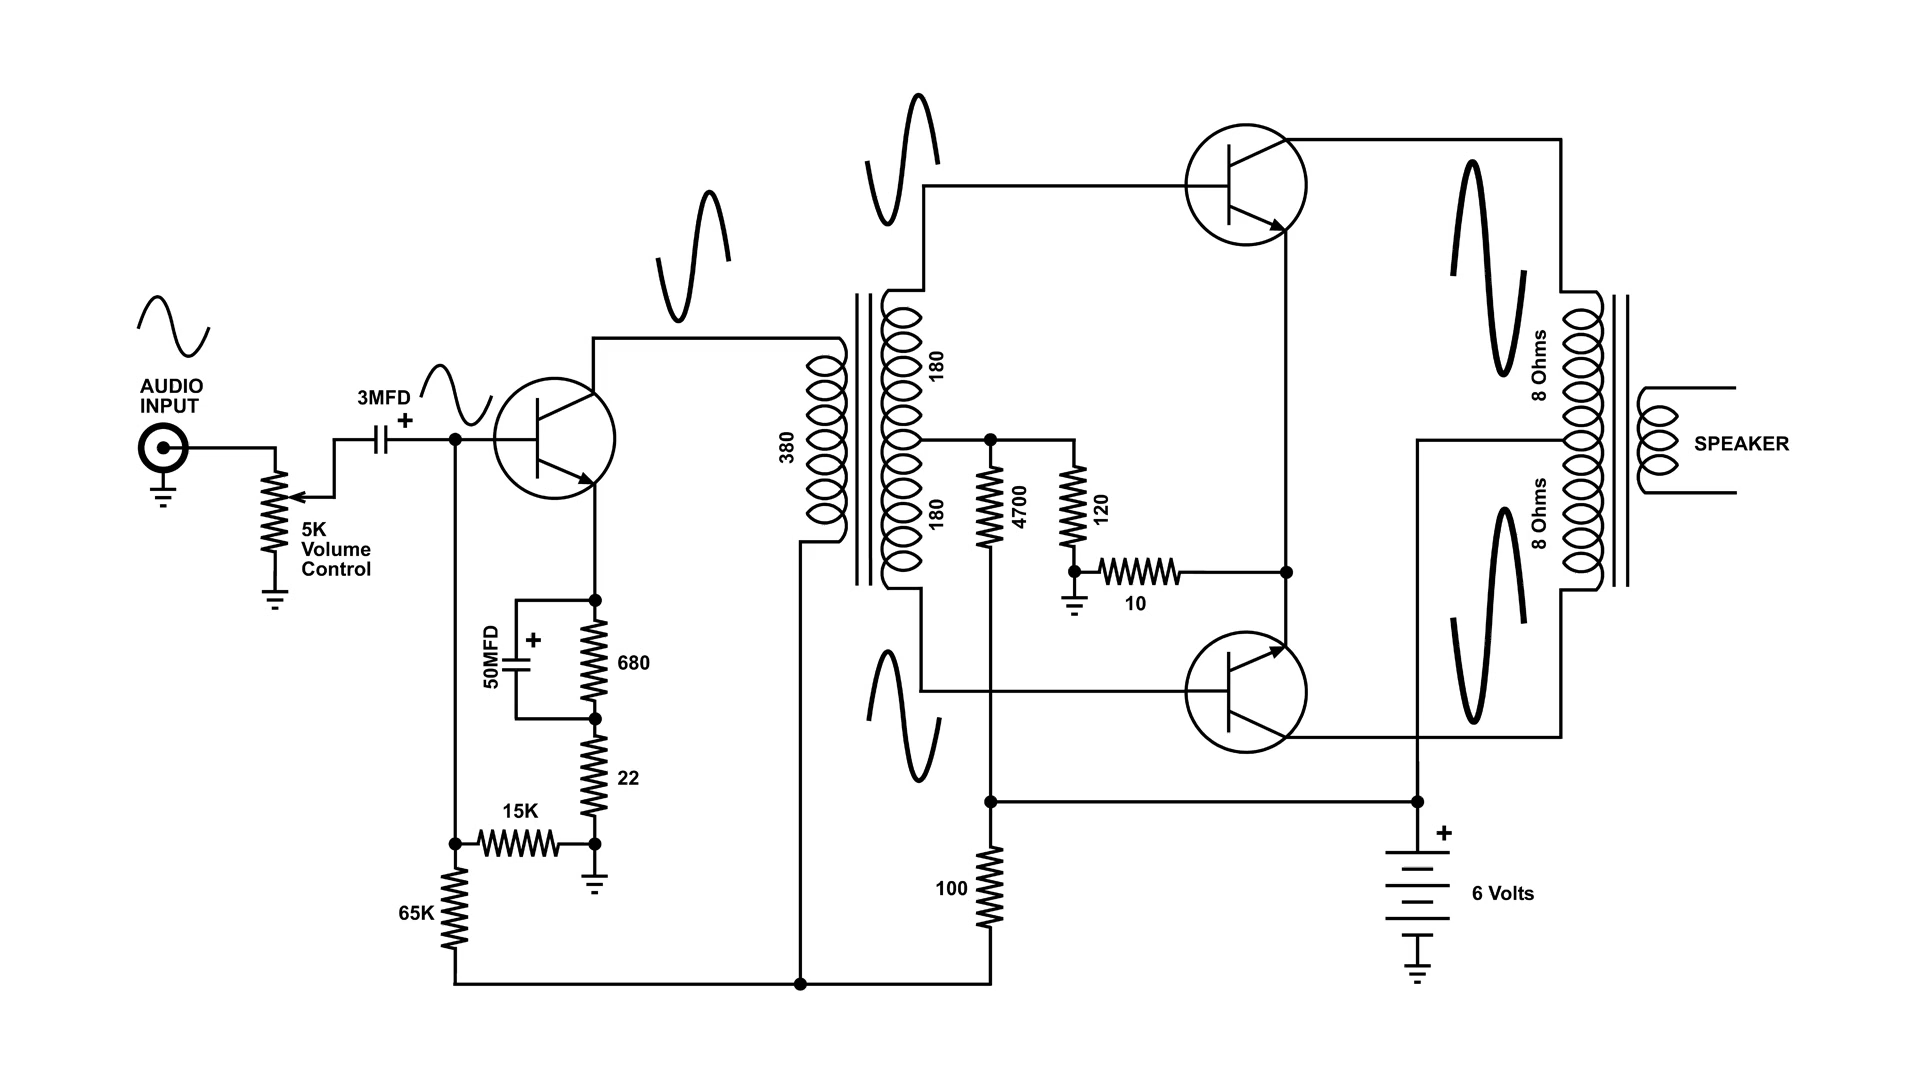 AUDIO
INPUT
3MFD
+
5K
Volume
Control
50MFD
+
680
22
15K
65K
380
180
180
4700
120
10
100
8 Ohms
8 Ohms
SPEAKER
+
6 Volts